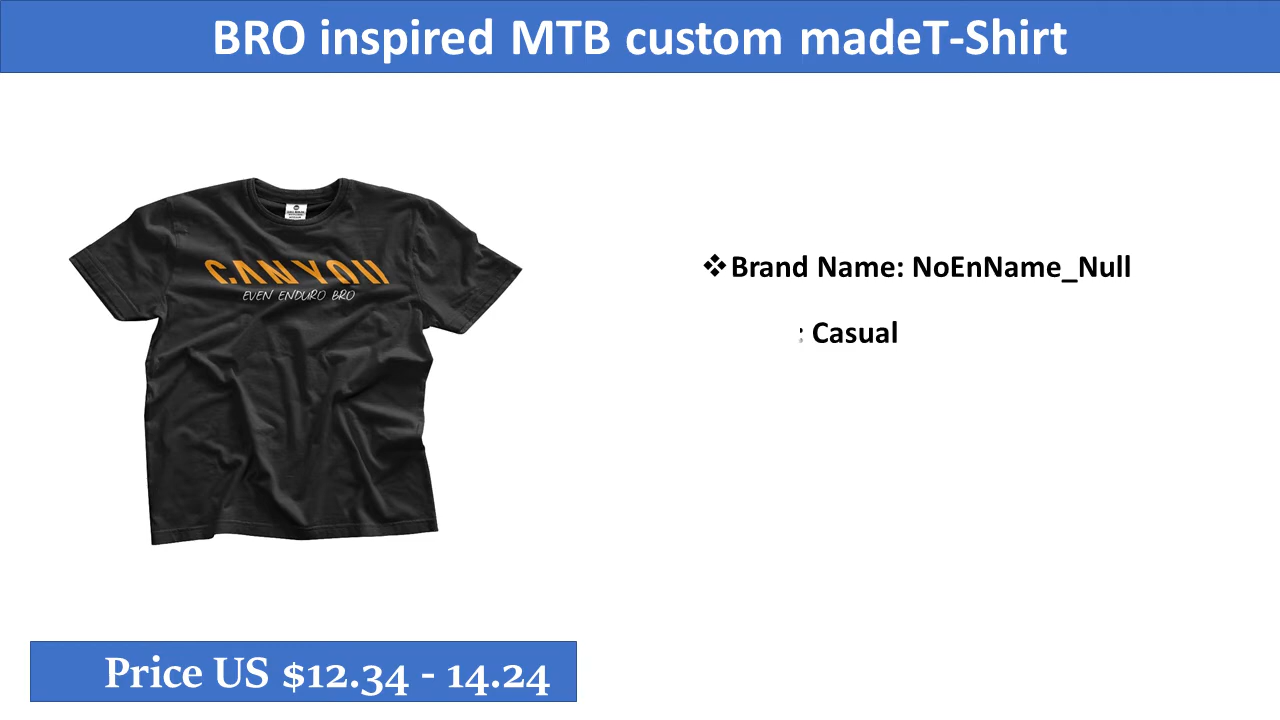 BRO inspired MTB custom madeT-Shirt
CANYOU
EVEN ENDURO BRO
Brand Name: NoEnName_Null
: Casual
Price US $12.34 - 14.24